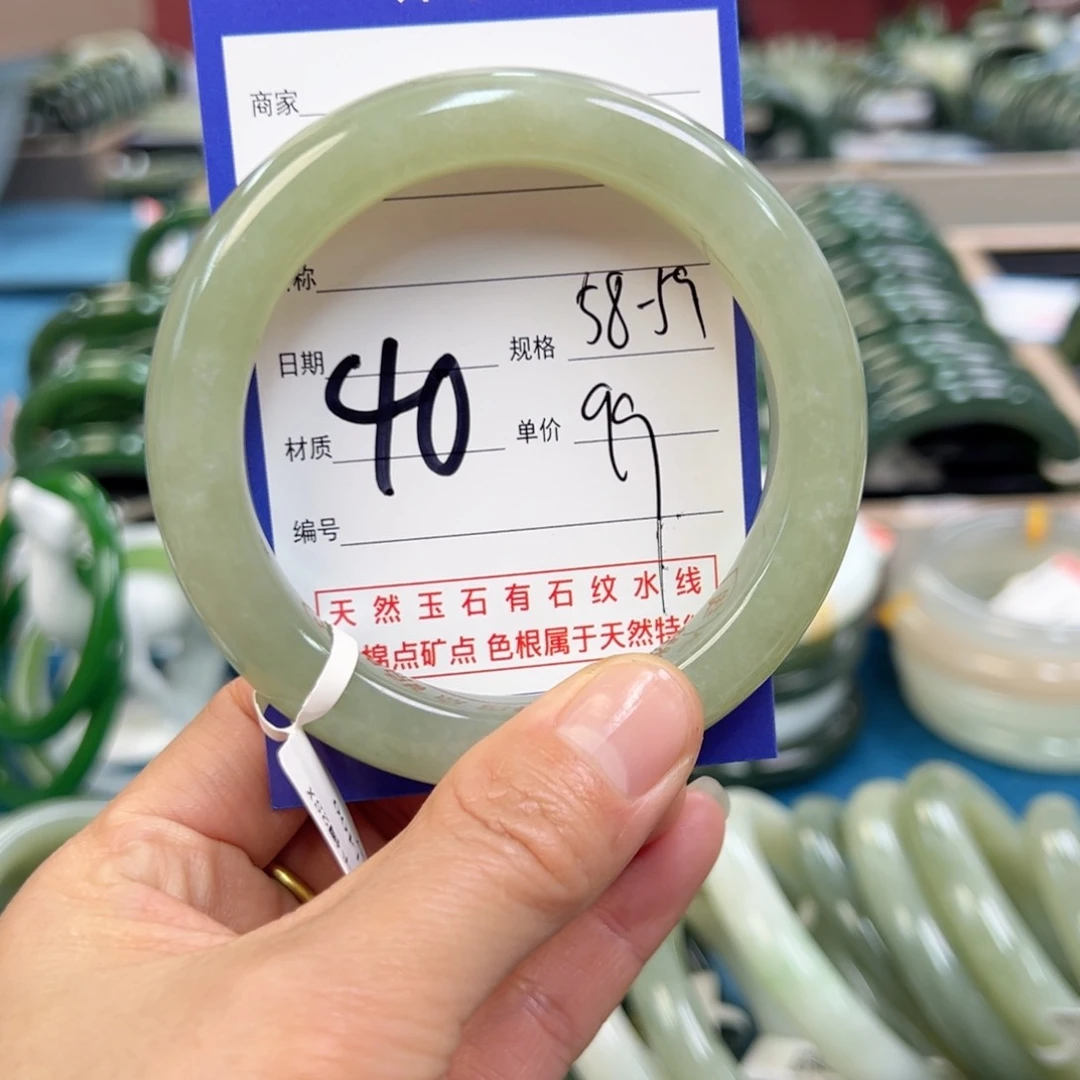 商家
称
58-59
日期 规格
40
99
材质 单价
编号
天然玉石有石纹水线
棉点矿点 色根属于天然特